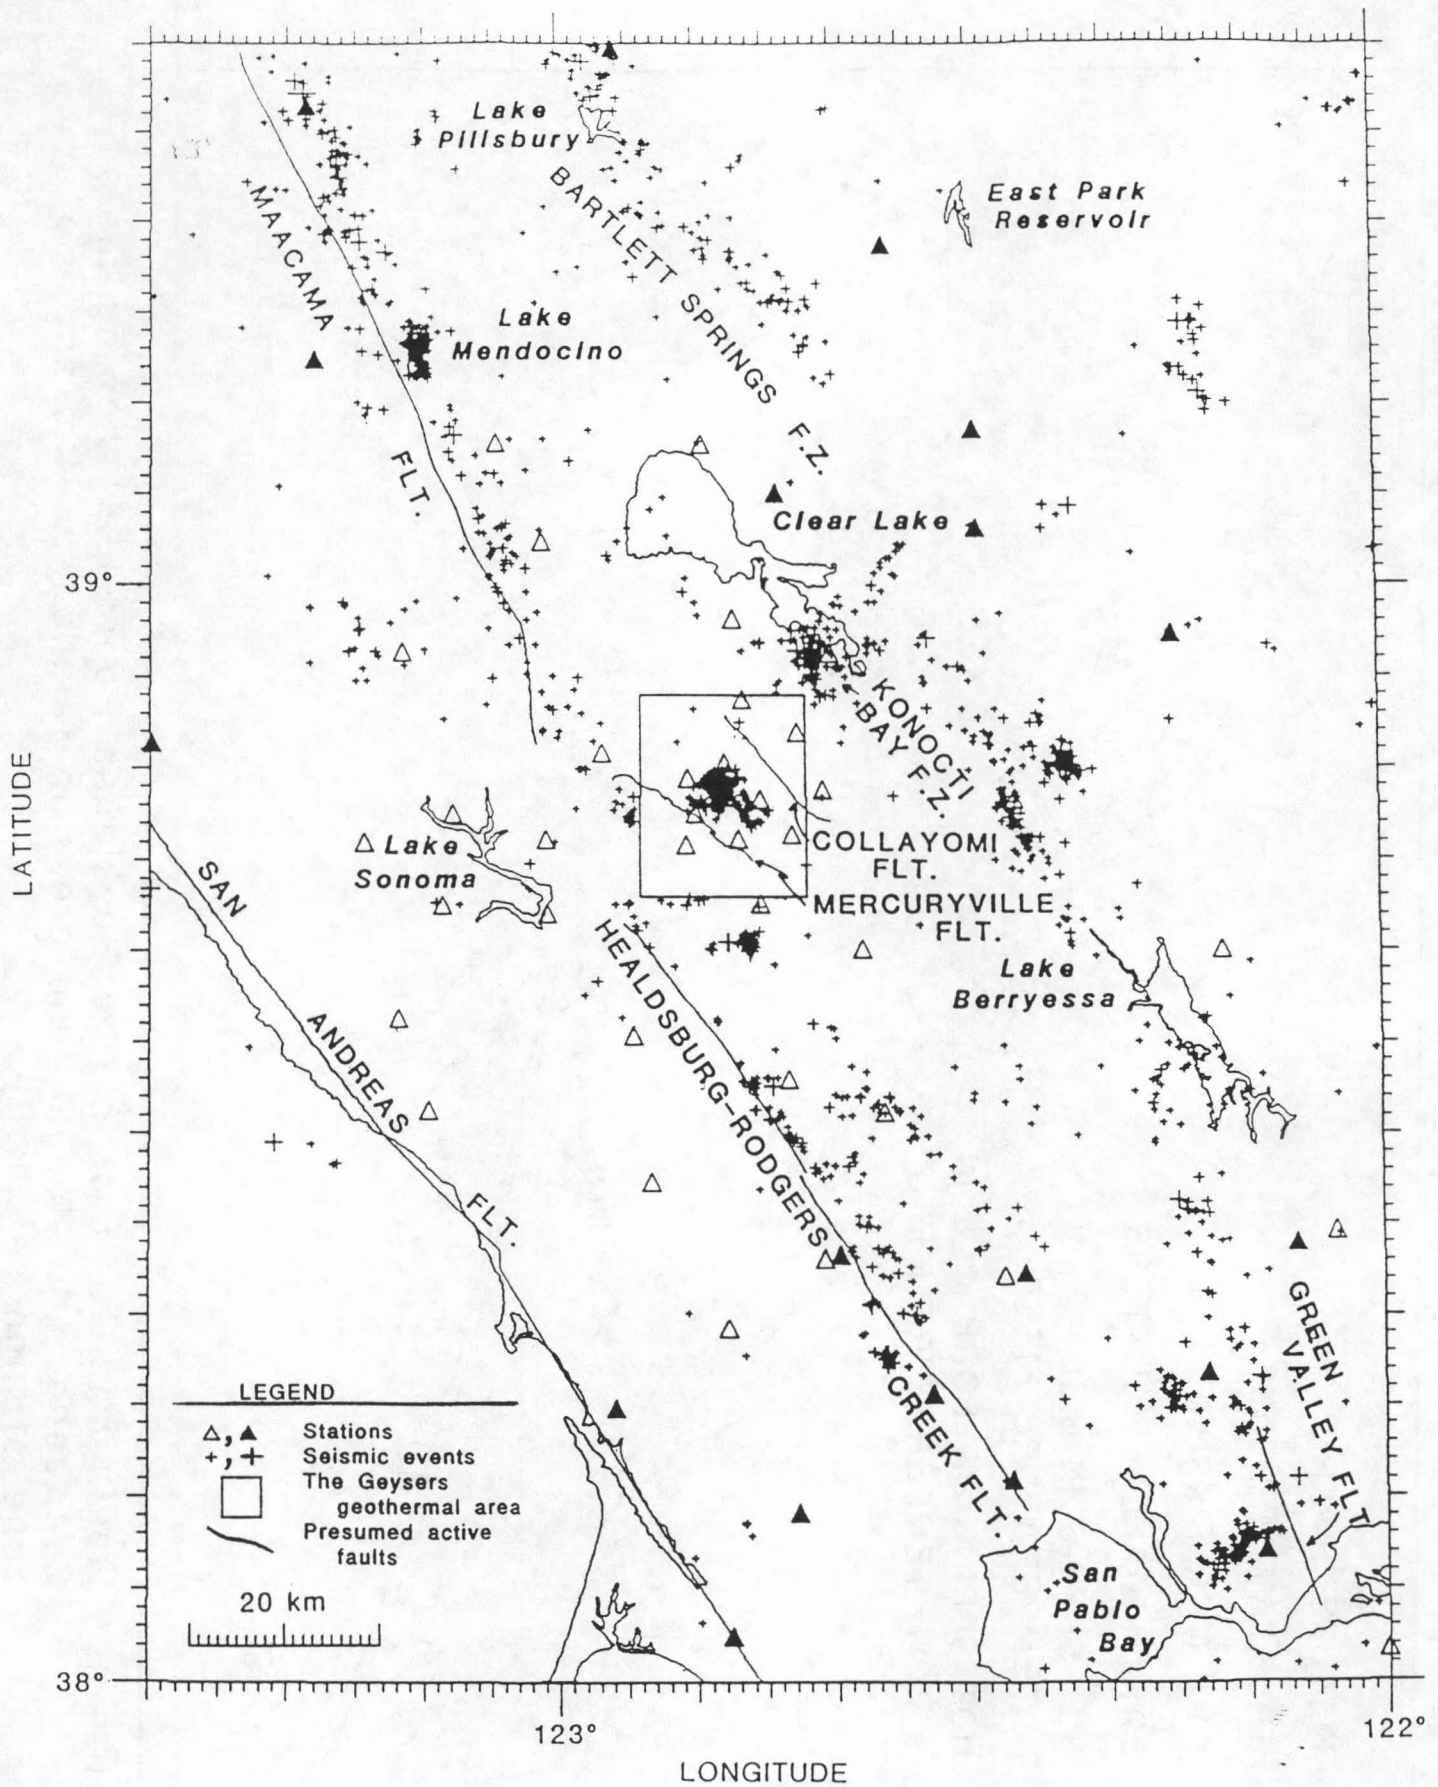 Lake
Pillsbury
BARTLETT SPRINGS F.Z.
East Park
Reservoir
MAACAMA FLT.
Lake
Mendocino
Clear Lake
39°
KONOCTI
BAY F.Z.
LATITUDE
COLLAYOMI
FLT.
Lake
Sonoma
MERCURYVILLE
FLT.
SAN ANDREAS FLT.
HEALDSBURG-RODGERS CREEK FLT.
Lake
Berryessa
GREEN
VALLEY FLT
LEGEND
Stations
Seismic events
The Geysers
geothermal area
Presumed active
faults
20 km
San
Pablo
Bay
38°
123°
122°
LONGITUDE